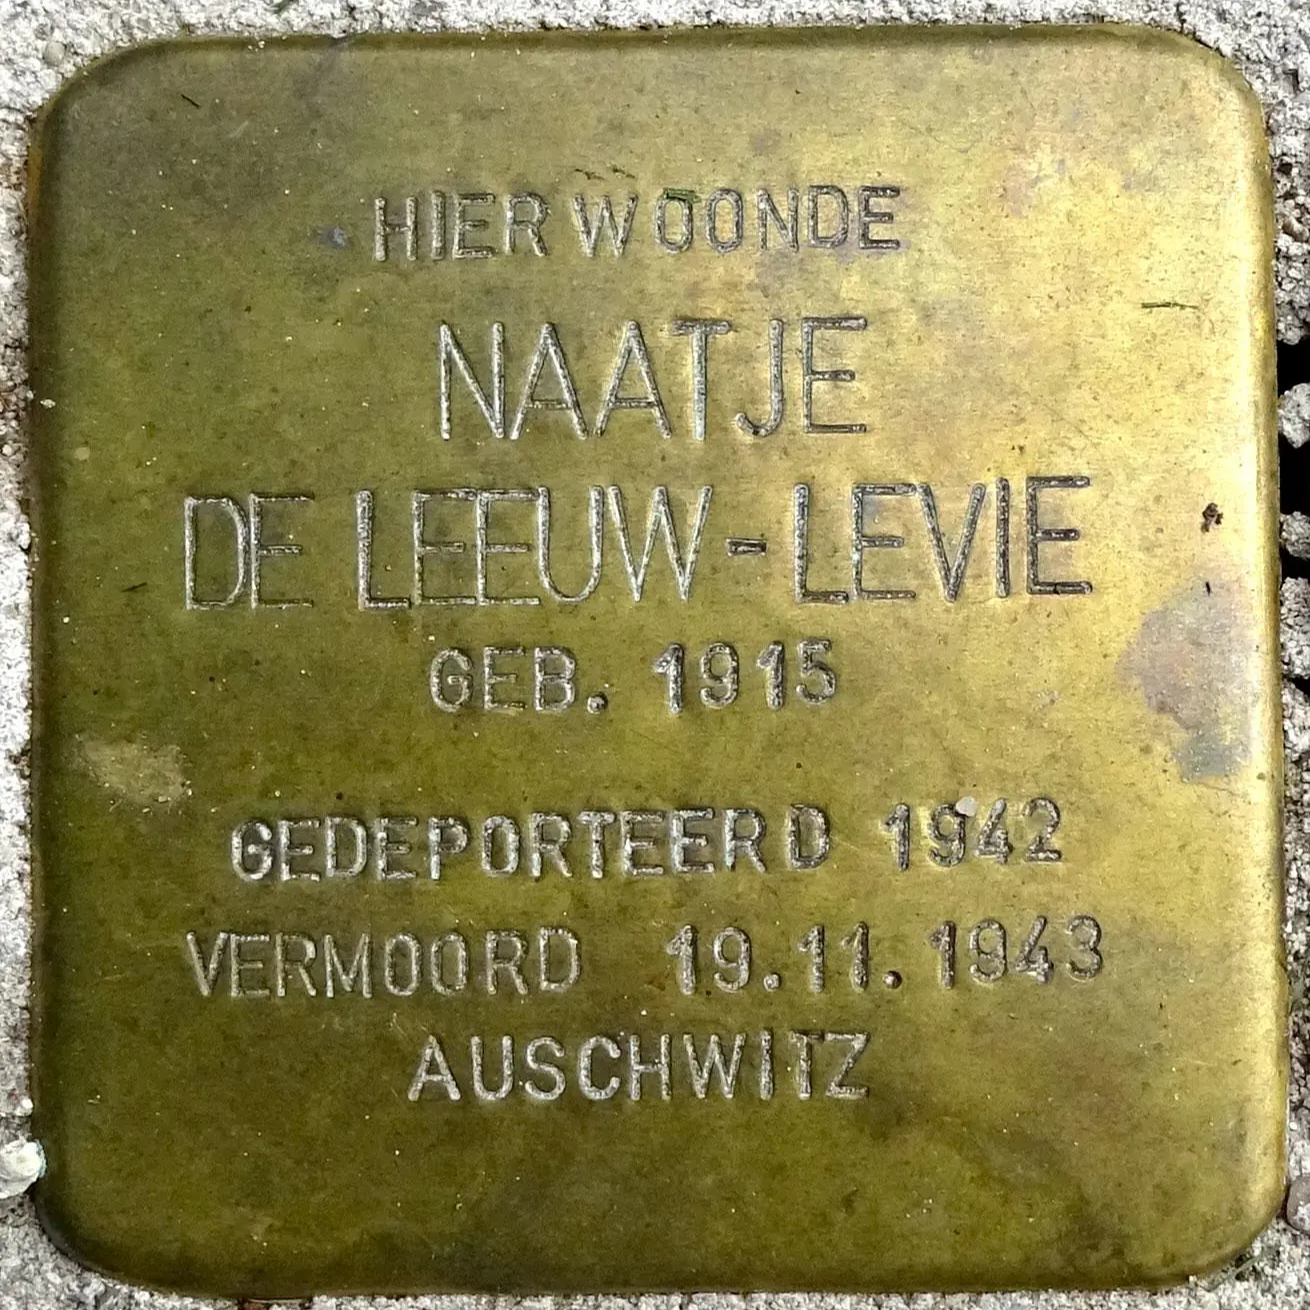 HIER WOONDE
NAATJE
DE LEEUW-LEVIE
GEB. 1915
GEDEPORTEERD 1942
VERMOORD 19.11.1943
AUSCHWITZ